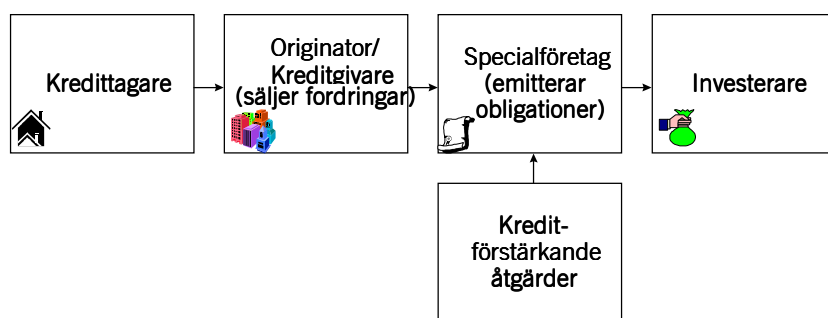 Kredittagare
Originator/
Kreditgivare
(säljer fordringar)
Specialföretag
(emitterar
obligationer)
Investerare
Kredit-
förstärkande
åtgärder